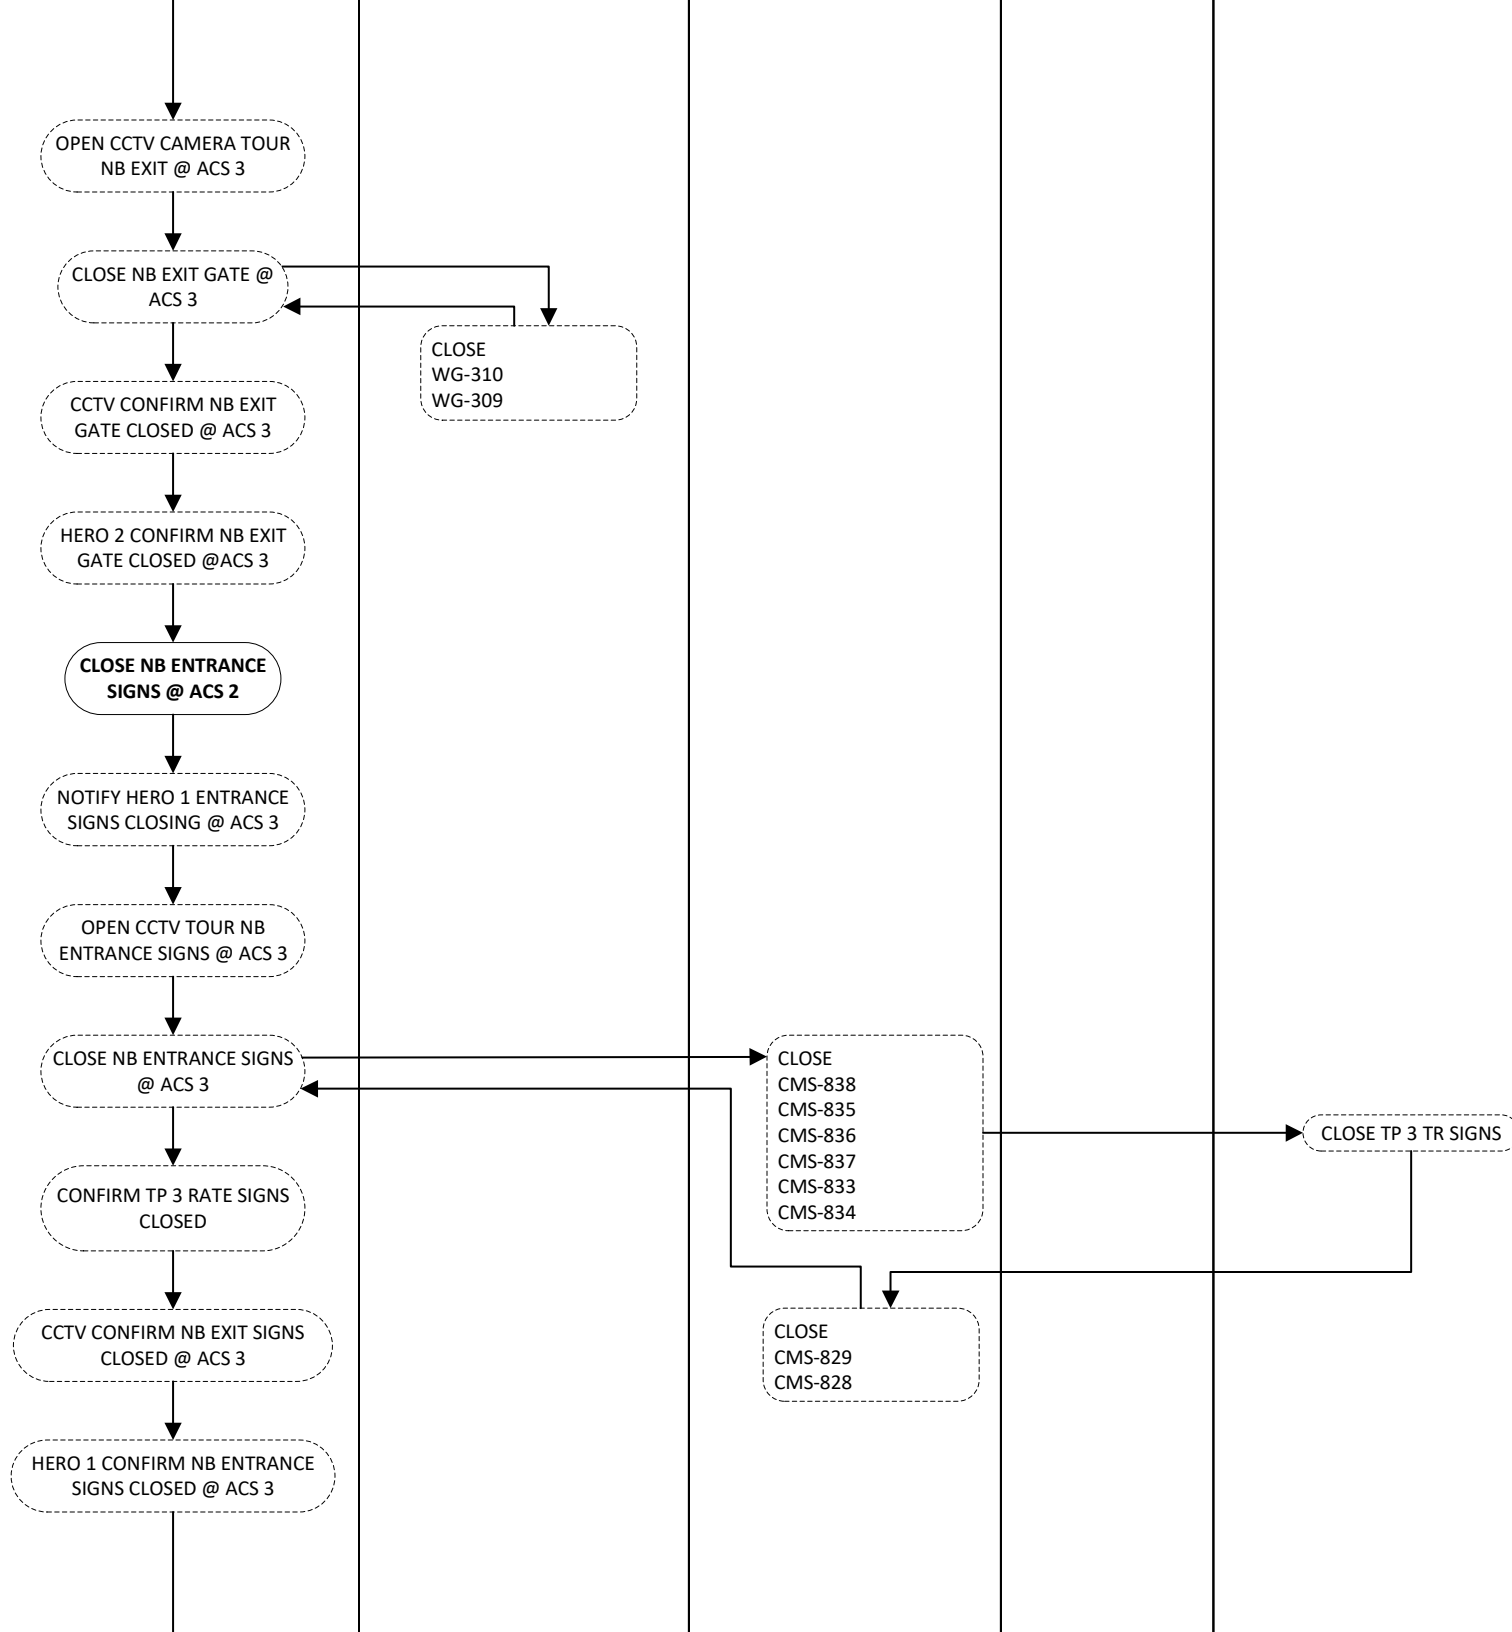 OPEN CCTV CAMERA TOUR
NB EXIT @ ACS 3
CLOSE NB EXIT GATE @
ACS 3
CLOSE
WG-310
WG-309
CCTV CONFIRM NB EXIT
GATE CLOSED @ ACS 3
HERO 2 CONFIRM NB EXIT
GATE CLOSED @ACS 3
CLOSE NB ENTRANCE
SIGNS @ ACS 2
NOTIFY HERO 1 ENTRANCE
SIGNS CLOSING @ ACS 3
OPEN CCTV TOUR NB
ENTRANCE SIGNS @ ACS 3
CLOSE NB ENTRANCE SIGNS
@ ACS 3
CLOSE
CMS-838
CMS-835
CMS-836
CMS-837
CMS-833
CMS-834
CLOSE TP 3 TR SIGNS
CONFIRM TP 3 RATE SIGNS
CLOSED
CLOSE
CMS-829
CMS-828
CCTV CONFIRM NB EXIT SIGNS
CLOSED @ ACS 3
HERO 1 CONFIRM NB ENTRANCE
SIGNS CLOSED @ ACS 3